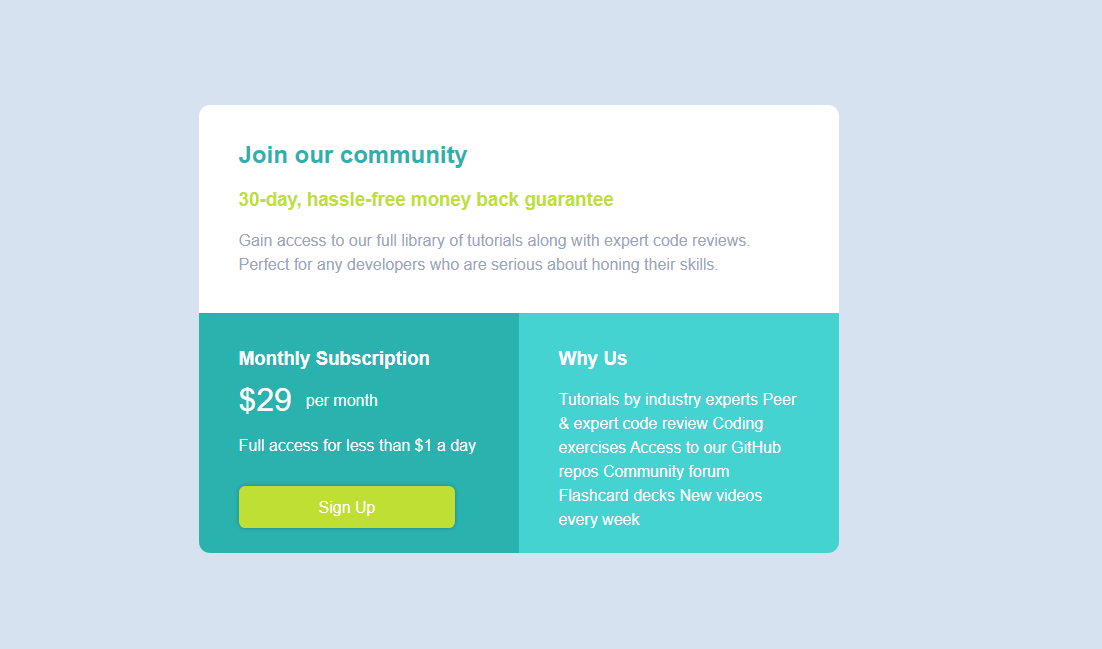 Join our community
30-day, hassle-free money back guarantee
Gain access to our full library of tutorials along with expert code reviews.
Perfect for any developers who are serious about honing their skills.
Monthly Subscription
$29 per month
Full access for less than $1 a day
Sign Up
Why Us
Tutorials by industry experts Peer
& expert code review Coding
exercises Access to our GitHub
repos Community forum
Flashcard decks New videos
every week